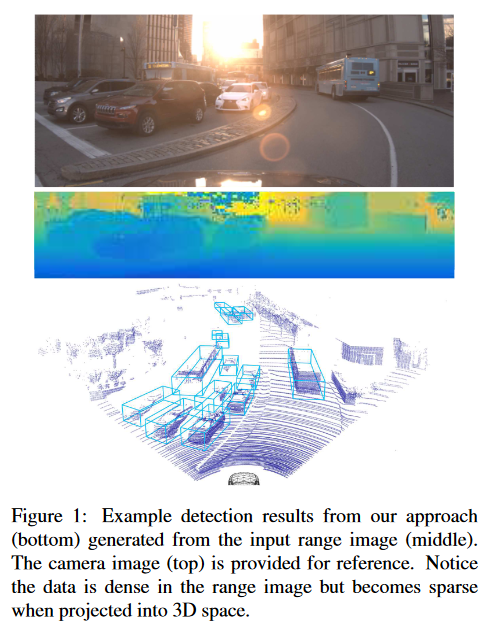 Figure 1: Example detection results from our approach
(bottom) generated from the input range image (middle).
The camera image (top) is provided for reference. Notice
the data is dense in the range image but becomes sparse
when projected into 3D space.